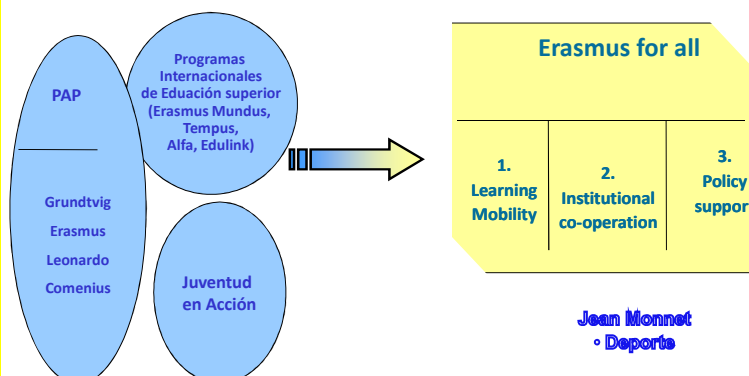 PAP
Grundtvig
Erasmus
Leonardo
Comenius
Programas
Internacionales
de Eduación superior
(Erasmus Mundus,
Tempus,
Alfa, Edulink)
Juventud
en Acción
Erasmus for all
1.
Learning
Mobility
2.
Institutional
co-operation
3.
Policy
suppor
Jean Monnet
• Deporte